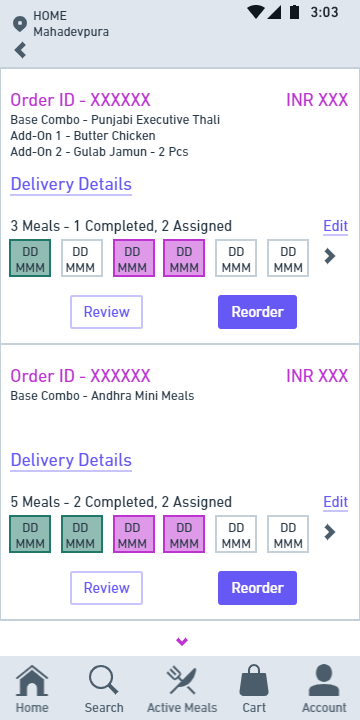 HOME
Mahadevpura
3:03
Order ID - XXXXXX INR XXX
Base Combo - Punjabi Executive Thali
Add-On 1 - Butter Chicken
Add-On 2 - Gulab Jamun - 2 Pcs
Delivery Details
3 Meals - 1 Completed, 2 Assigned Edit
DD DD DD DD DD DD
MMM MMM MMM MMM MMM MMM
Review Reorder
Order ID - XXXXXX INR XXX
Base Combo - Andhra Mini Meals
Delivery Details
5 Meals - 2 Completed, 2 Assigned Edit
DD DD DD DD DD DD
MMM MMM MMM MMM MMM MMM
Review Reorder
Home Search Active Meals Cart Account